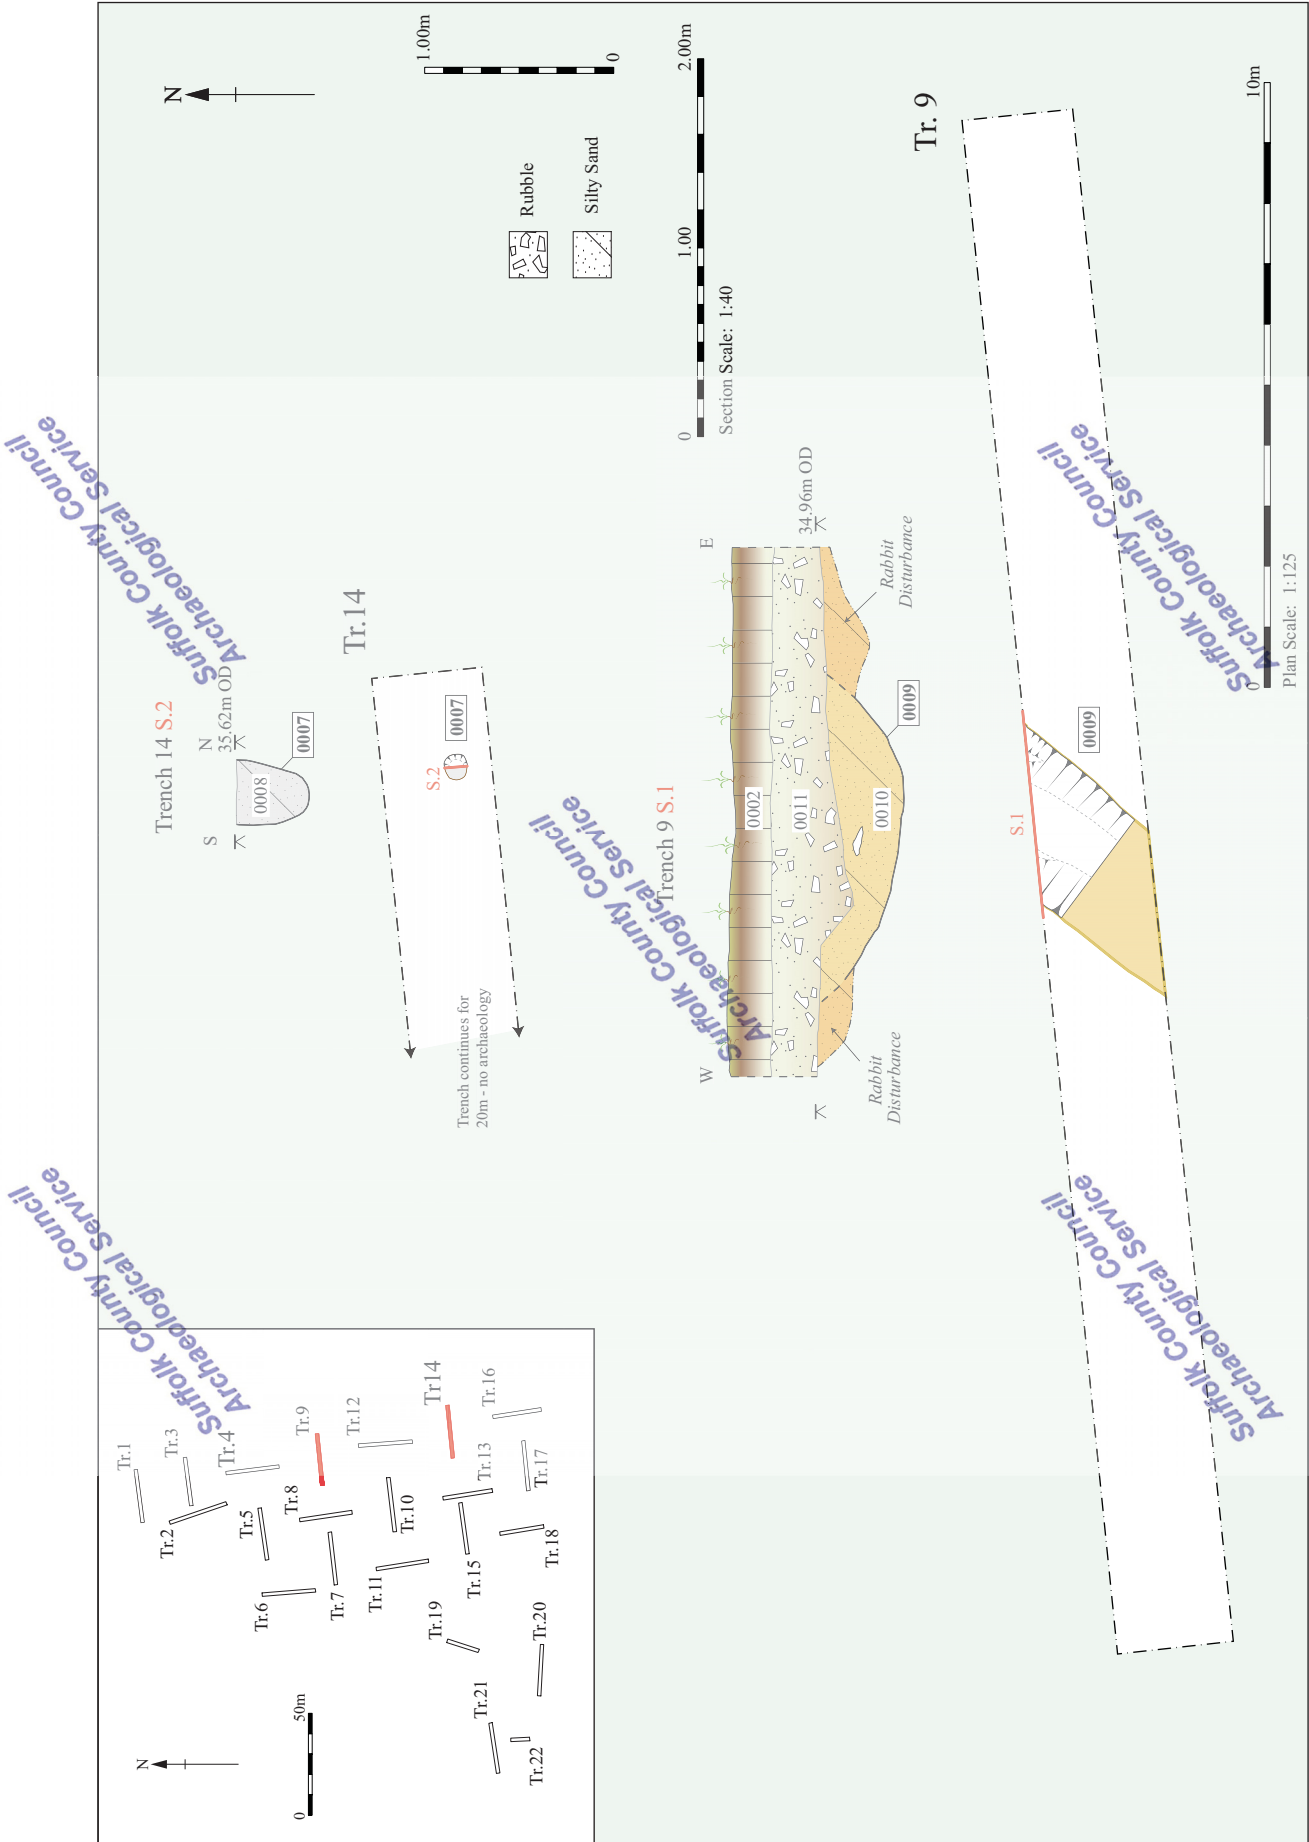 N
0
50m
Tr.1
Tr.2
Tr.3
Tr.4
Tr.5
Tr.6
Tr.7
Tr.8
Tr.9
Tr.10
Tr.11
Tr.12
Tr.13
Tr14
Tr.15
Tr.16
Tr.17
Tr.18
Tr.19
Tr.20
Tr.21
Tr.22
Trench 14 S.2
S
N
35.62m OD
0008
0007
Tr.14
S.2
0007
Trench continues for
20m - no archaeology
N
1.00m
0
Rubble
Silty Sand
0
1.00
2.00m
Section Scale: 1:40
Trench 9 S.1
W
E
34.96m OD
0002
0011
0010
0009
Rabbit
Disturbance
Rabbit
Disturbance
Tr. 9
S.1
0009
0
10m
Plan Scale: 1:125
Suffolk County Council
Archaeological Service
Suffolk County Council
Archaeological Service
Suffolk County Council
Archaeological Service
Suffolk County Council
Archaeological Service
Suffolk County Council
Archaeological Service